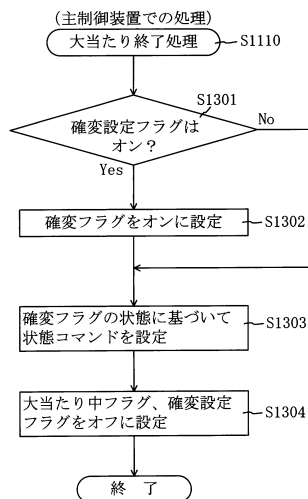 (主制御装置での処理)
大当たり終了処理
S1110
S1301
確変設定フラグは
オン?
No
Yes
確変フラグをオンに設定
S1302
確変フラグの状態に基づいて
状態コマンドを設定
S1303
大当たり中フラグ、確変設定
フラグをオフに設定
S1304
終 了